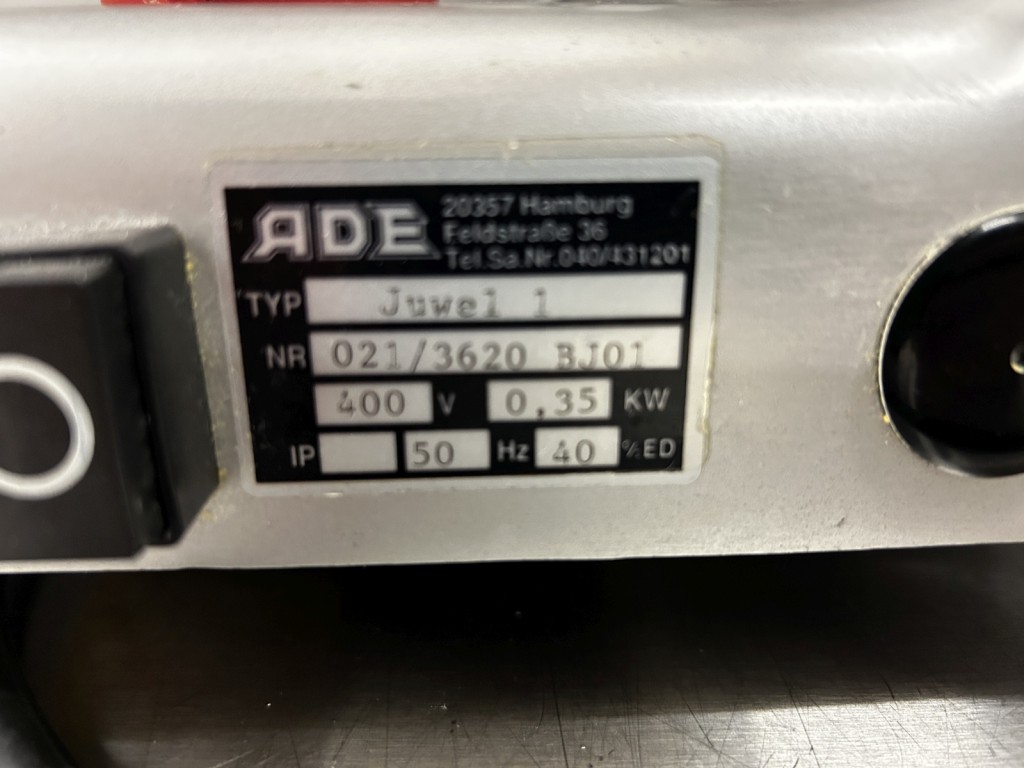 ADE
20357 Hamburg
Feldstraße 36
Tel.Sa.Nr.040/431201
TYP Juwel 1
NR 021/3620 BJ01
400 V 0,35 KW
IP 50 Hz 40 % ED